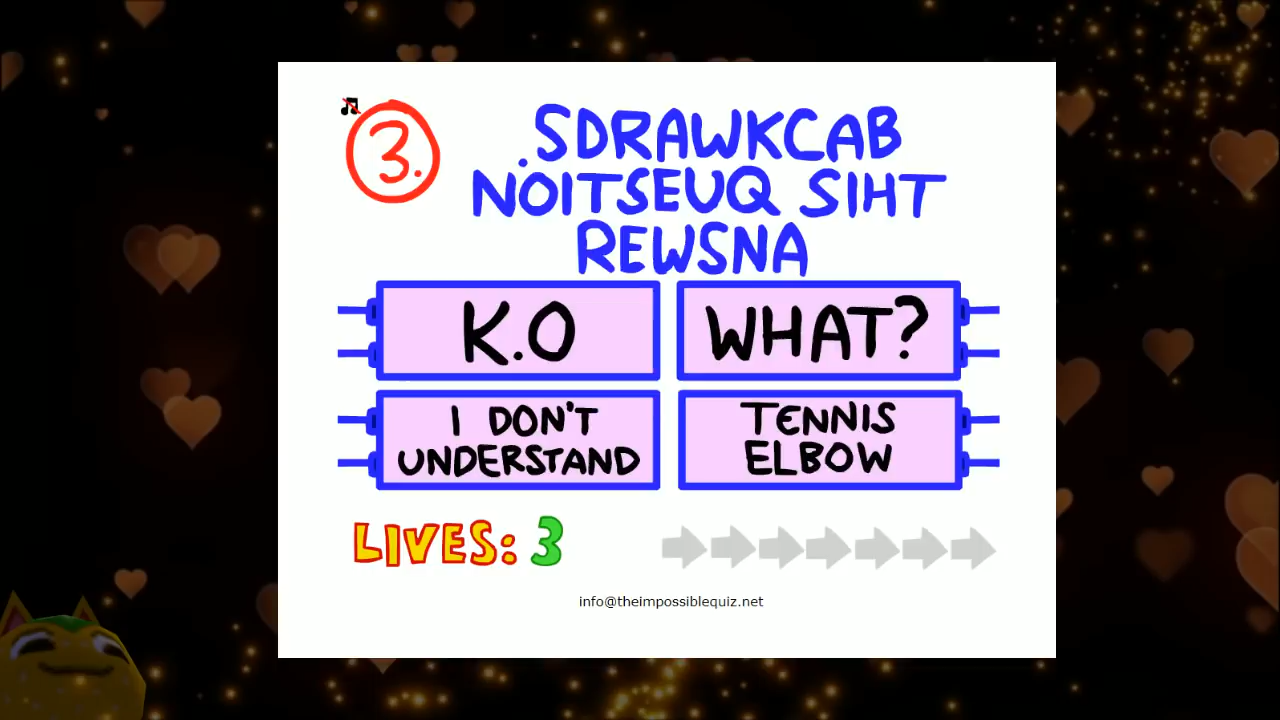 3.
.SDRAWKCAB
NOITSEUQ SIHT
REWSNA
K.O
WHAT?
I DON'T
UNDERSTAND
TENNIS
ELBOW
LIVES: 3
info@theimpossiblequiz.net